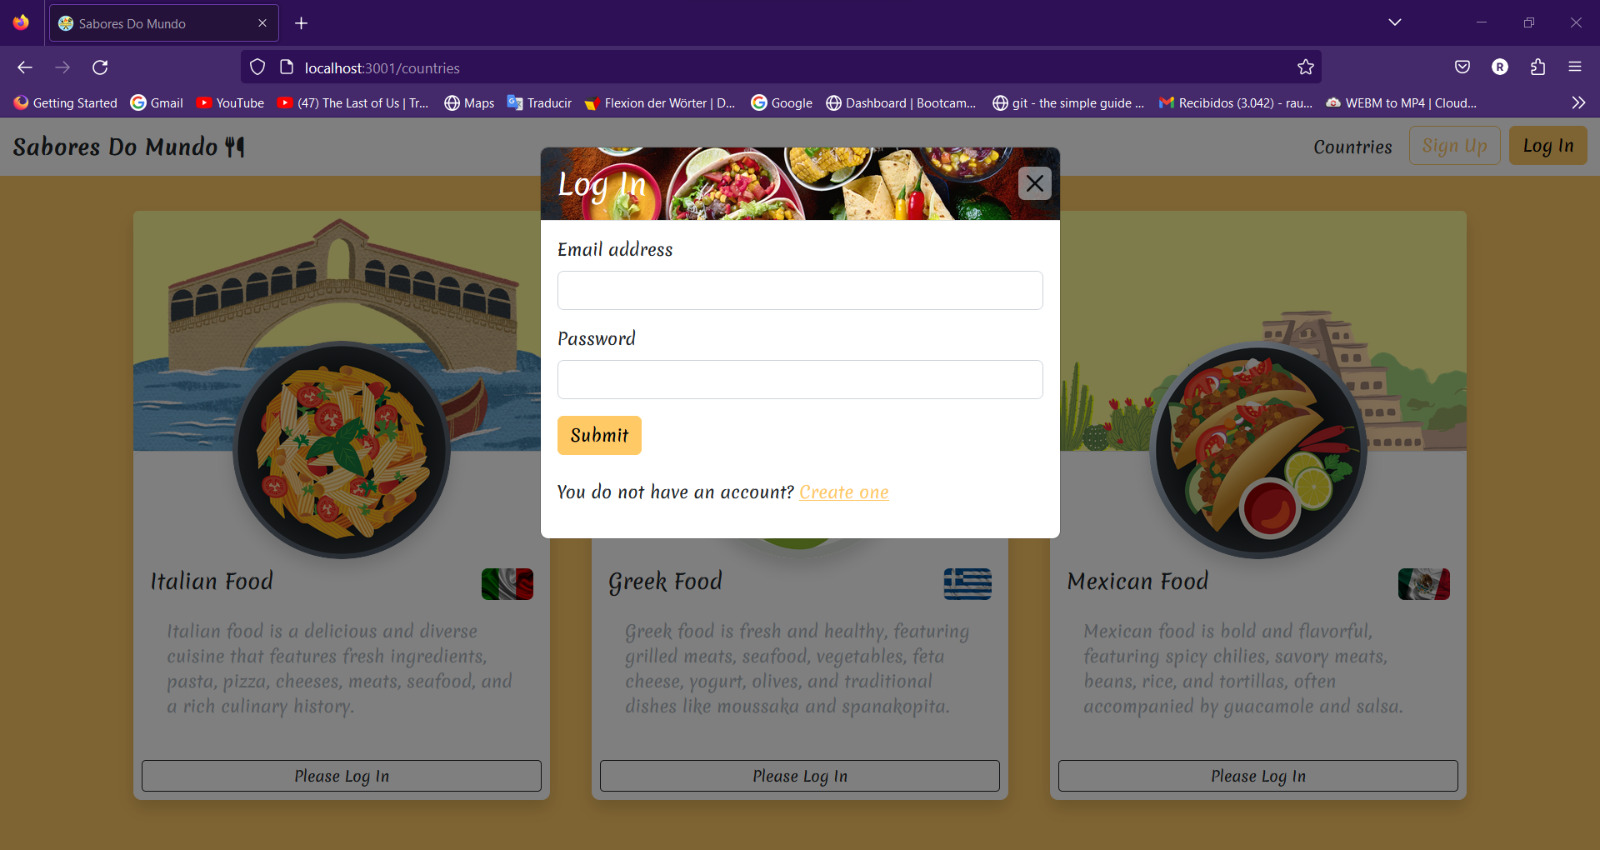 Sabores Do Mundo
localhost:3001/countries
Getting Started
Gmail
YouTube
(47) The Last of Us | Tr...
Maps
Traducir
Flexion der Wörter | D...
Google
Dashboard | Bootcam...
git - the simple guide ...
Recibidos (3.042) - rau...
WEBM to MP4 | Cloud...
Sabores Do Mundo
Countries
Sign Up
Log In
Log In
Email address
Password
Submit
You do not have an account? Create one
Italian Food
Italian food is a delicious and diverse
cuisine that features fresh ingredients,
pasta, pizza, cheeses, meats, seafood, and
a rich culinary history.
Please Log In
Greek Food
Greek food is fresh and healthy, featuring
grilled meats, seafood, vegetables, feta
cheese, yogurt, olives, and traditional
dishes like moussaka and spanakopita.
Please Log In
Mexican Food
Mexican food is bold and flavorful,
featuring spicy chilies, savory meats,
beans, rice, and tortillas, often
accompanied by guacamole and salsa.
Please Log In